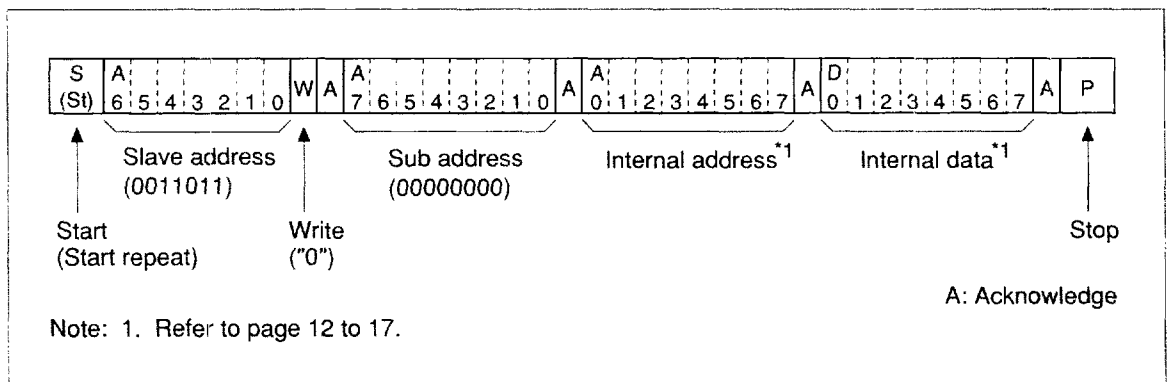 S A A A D
(St) 6 5 4 3 2 1 0 W A 7 6 5 4 3 2 1 0 A 0 1 2 3 4 5 6 7 A 0 1 2 3 4 5 6 7 A P
Slave address Sub address Internal address*1 Internal data*1
(0011011) (00000000)
Start Write Stop
(Start repeat) ("0")
A: Acknowledge
Note: 1. Refer to page 12 to 17.